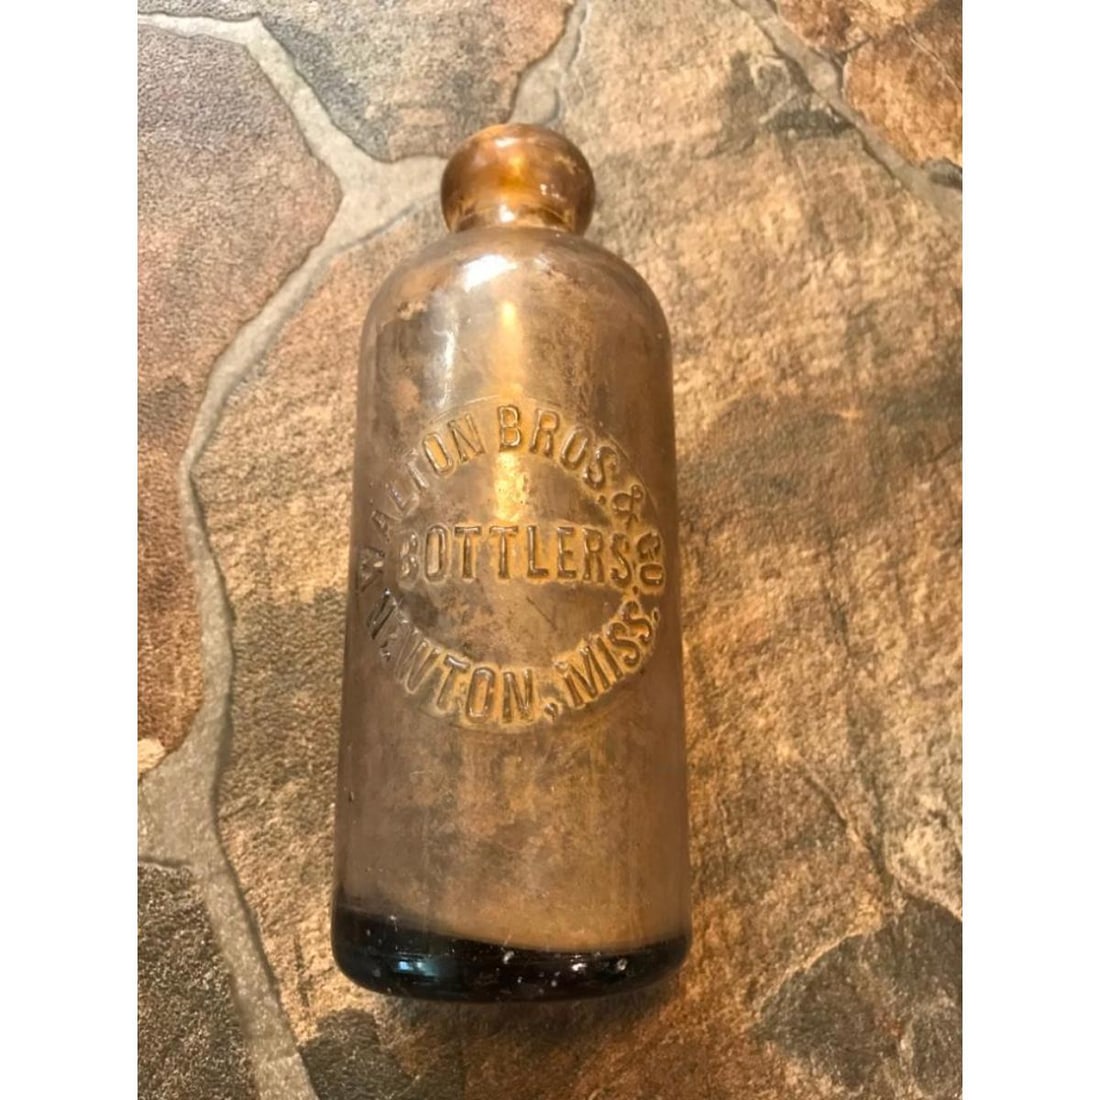 WALTON BROS. & CO.
BOTTLERS.
NEWTON, MISS.